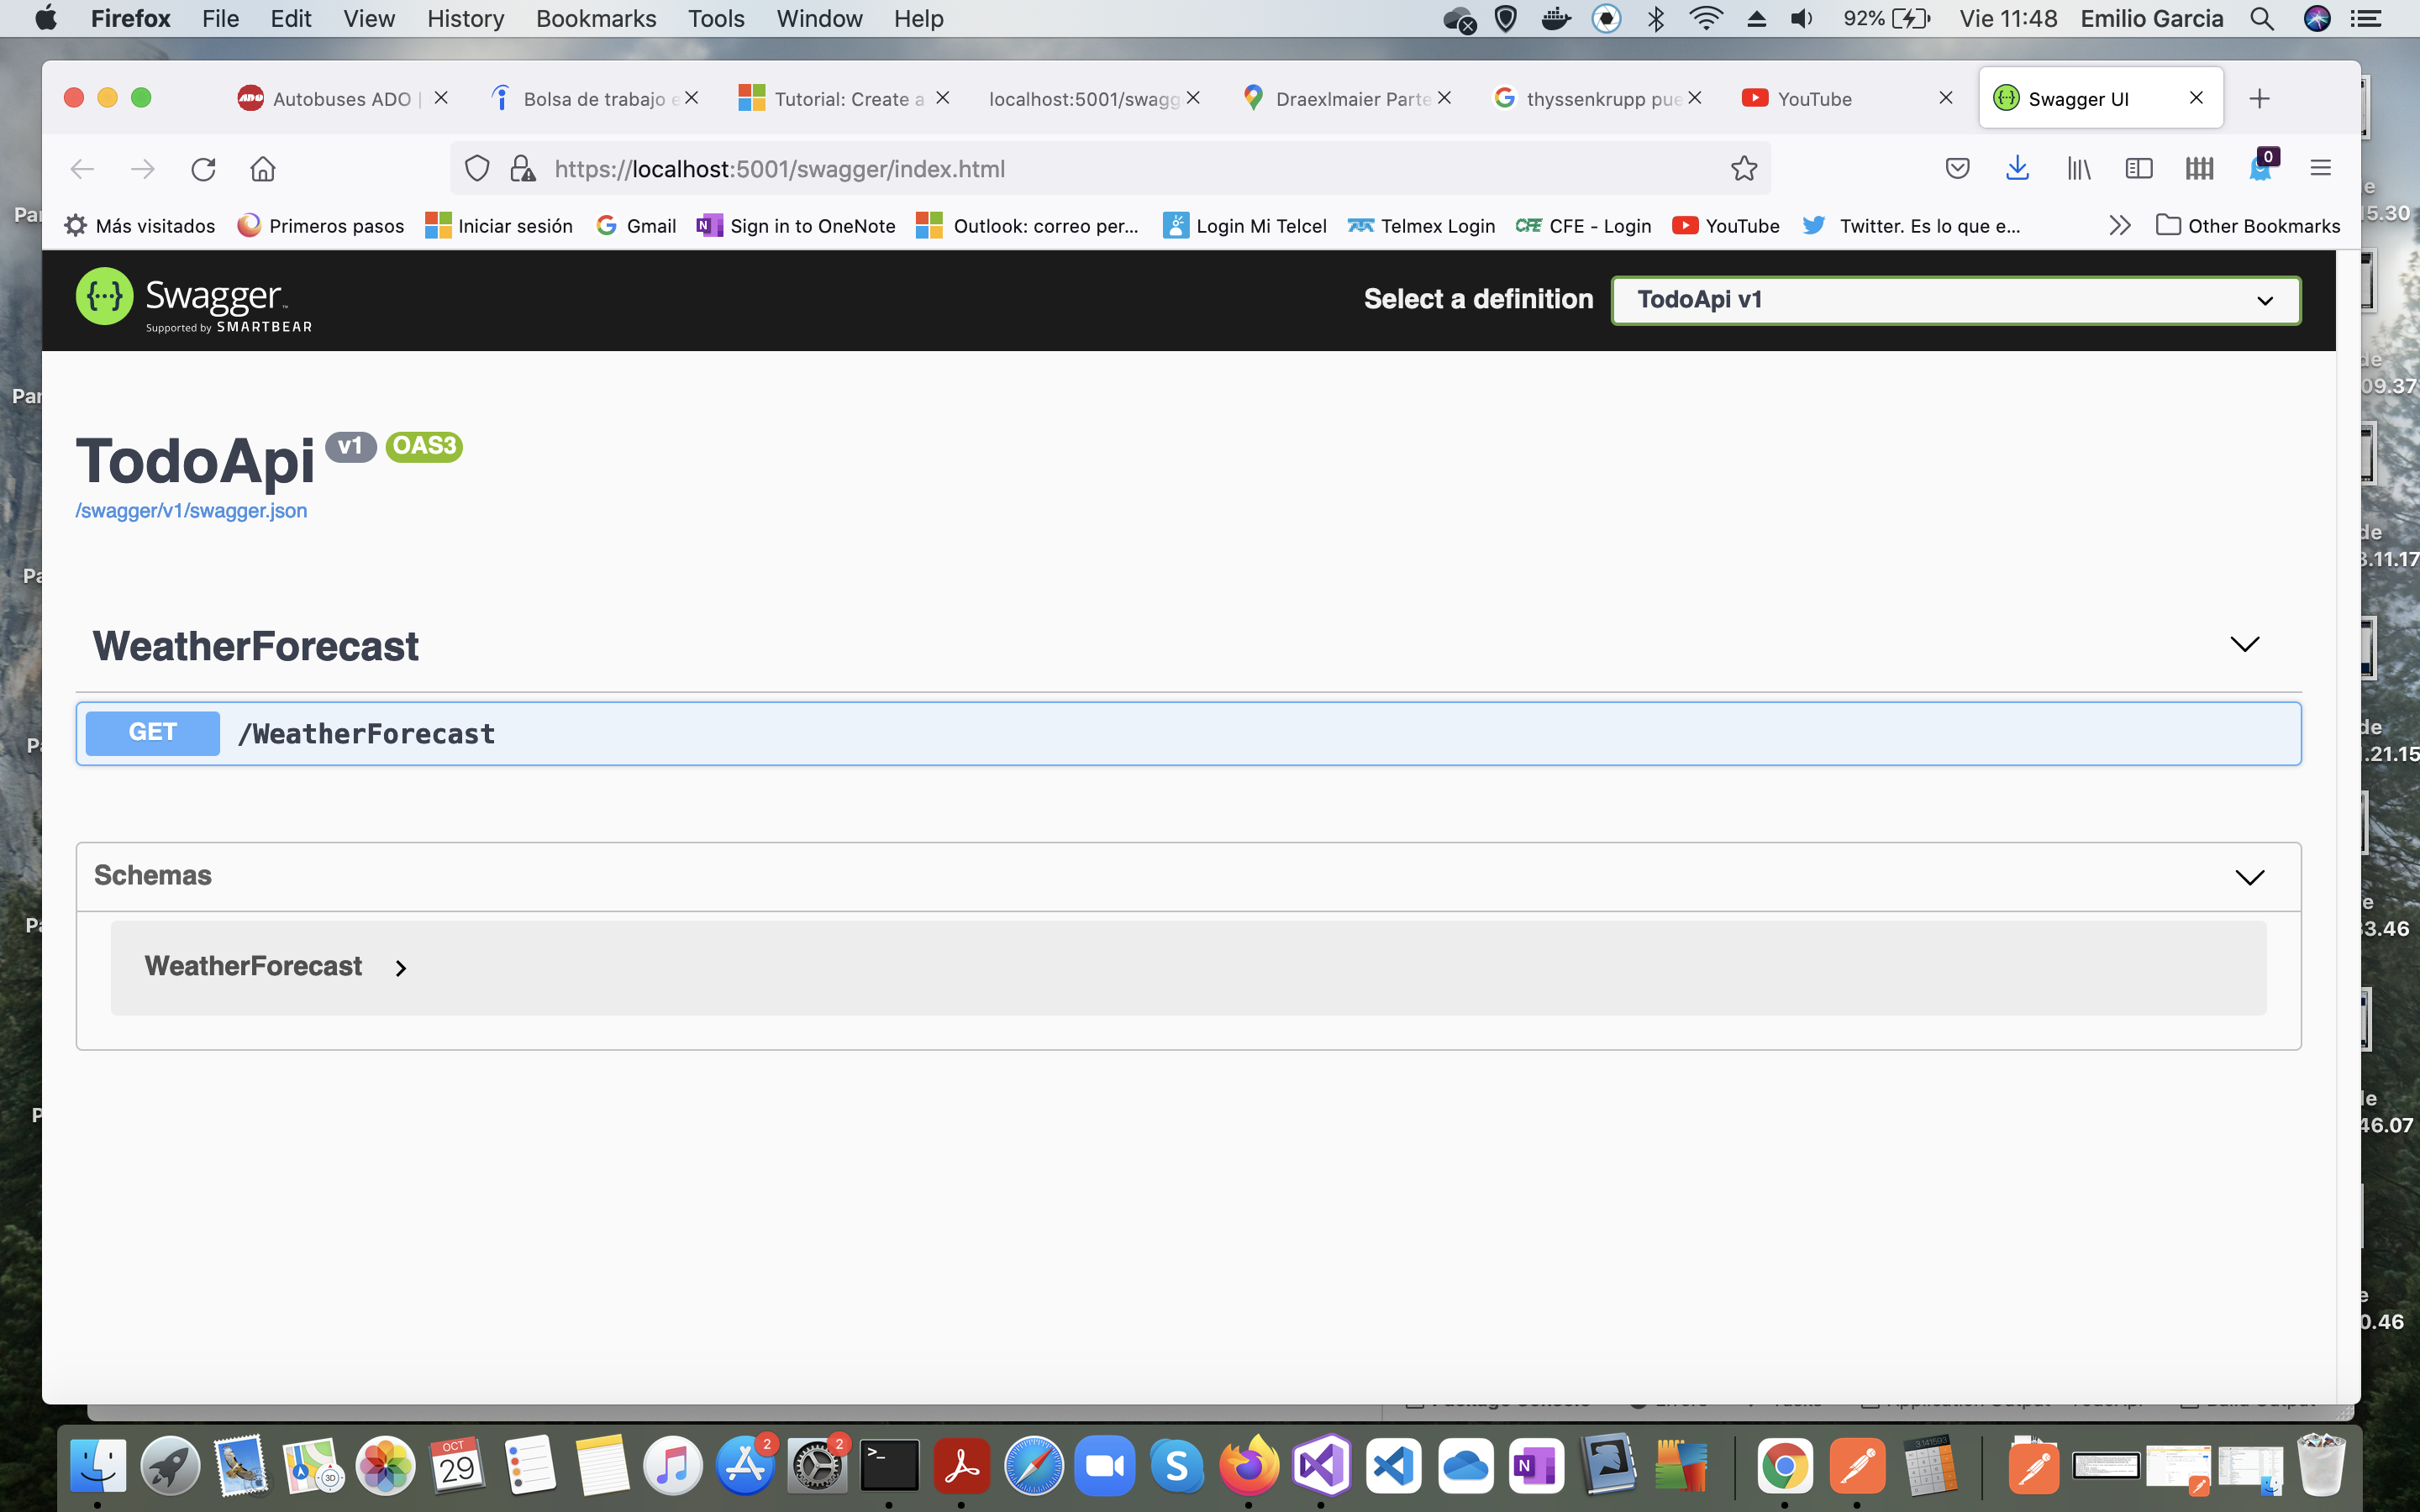 Firefox File Edit View History Bookmarks Tools Window Help 92% Vie 11:48 Emilio Garcia
Autobuses ADO | Bolsa de trabajo e Tutorial: Create a localhost:5001/swagg Draexlmaier Parte thyssenkrupp pue YouTube Swagger UI
https://localhost:5001/swagger/index.html 0
Más visitados Primeros pasos Iniciar sesión Gmail Sign in to OneNote Outlook: correo per... Login Mi Telcel Telmex Login CFE - Login YouTube Twitter. Es lo que e... Other Bookmarks
Swagger
Supported by SMARTBEAR
Select a definition TodoApi v1
TodoApi v1 OAS3
/swagger/v1/swagger.json
WeatherForecast
GET /WeatherForecast
Schemas
WeatherForecast
OCT
29
2
2